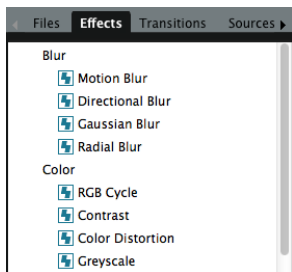 Files Effects Transitions Sources
Blur
Motion Blur
Directional Blur
Gaussian Blur
Radial Blur
Color
RGB Cycle
Contrast
Color Distortion
Greyscale